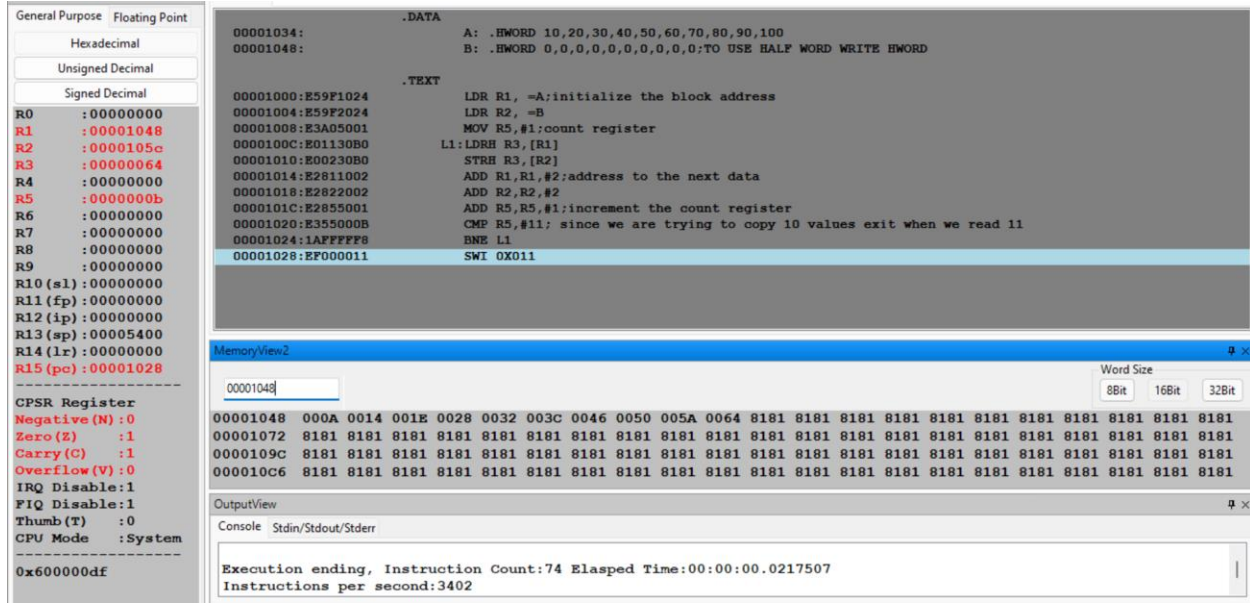 General Purpose Floating Point
Hexadecimal
Unsigned Decimal
Signed Decimal
R0 :00000000
R1 :00001048
R2 :0000105c
R3 :00000064
R4 :00000000
R5 :0000000b
R6 :00000000
R7 :00000000
R8 :00000000
R9 :00000000
R10(sl):00000000
R11(fp):00000000
R12(ip):00000000
R13(sp):00005400
R14(lr):00000000
R15(pc):00001028
------------------
CPSR Register
Negative(N):0
Zero(Z) :1
Carry(C) :1
Overflow(V):0
IRQ Disable:1
FIQ Disable:1
Thumb(T) :0
CPU Mode :System
------------------
0x600000df
.DATA
00001034: A: .HWORD 10,20,30,40,50,60,70,80,90,100
00001048: B: .HWORD 0,0,0,0,0,0,0,0,0,0;TO USE HALF WORD WRITE HWORD
.TEXT
00001000:E59F1024 LDR R1, =A;initialize the block address
00001004:E59F2024 LDR R2, =B
00001008:E3A05001 MOV R5,#1;count register
0000100C:E01130B0 L1:LDRH R3,[R1]
00001010:E00230B0 STRH R3,[R2]
00001014:E2811002 ADD R1,R1,#2;address to the next data
00001018:E2822002 ADD R2,R2,#2
0000101C:E2855001 ADD R5,R5,#1;increment the count register
00001020:E355000B CMP R5,#11; since we are trying to copy 10 values exit when we read 11
00001024:1AFFFFF8 BNE L1
00001028:EF000011 SWI 0X011
MemoryView2
00001048
Word Size
8Bit 16Bit 32Bit
00001048 000A 0014 001E 0028 0032 003C 0046 0050 005A 0064 8181 8181 8181 8181 8181 8181 8181 8181 8181 8181 8181
00001072 8181 8181 8181 8181 8181 8181 8181 8181 8181 8181 8181 8181 8181 8181 8181 8181 8181 8181 8181 8181 8181
0000109C 8181 8181 8181 8181 8181 8181 8181 8181 8181 8181 8181 8181 8181 8181 8181 8181 8181 8181 8181 8181 8181
000010C6 8181 8181 8181 8181 8181 8181 8181 8181 8181 8181 8181 8181 8181 8181 8181 8181 8181 8181 8181 8181 8181
OutputView
Console Stdin/Stdout/Stderr
Execution ending, Instruction Count:74 Elasped Time:00:00:00.0217507
Instructions per second:3402